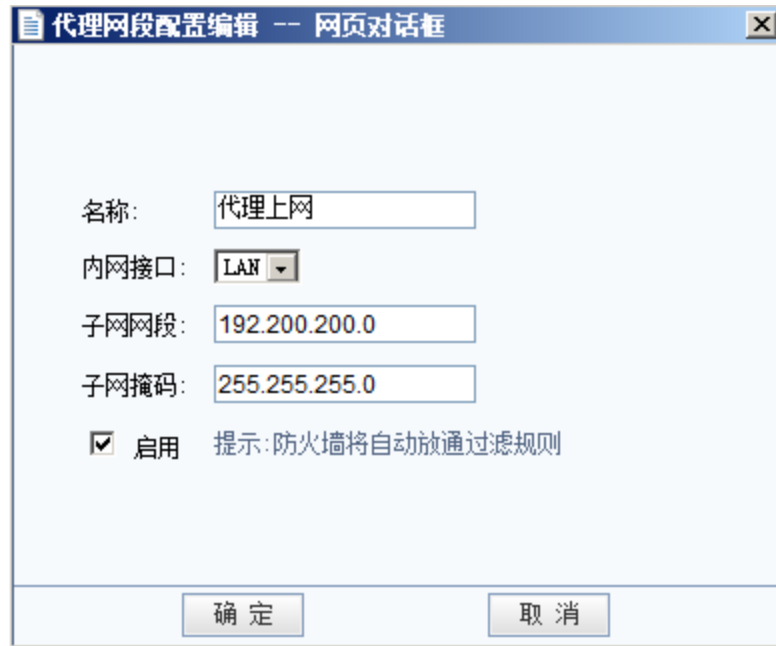 代理网段配置编辑 -- 网页对话框
名称: 代理上网
内网接口: LAN
子网网段: 192.200.200.0
子网掩码: 255.255.255.0
启用 提示:防火墙将自动放通过滤规则
确 定 取 消